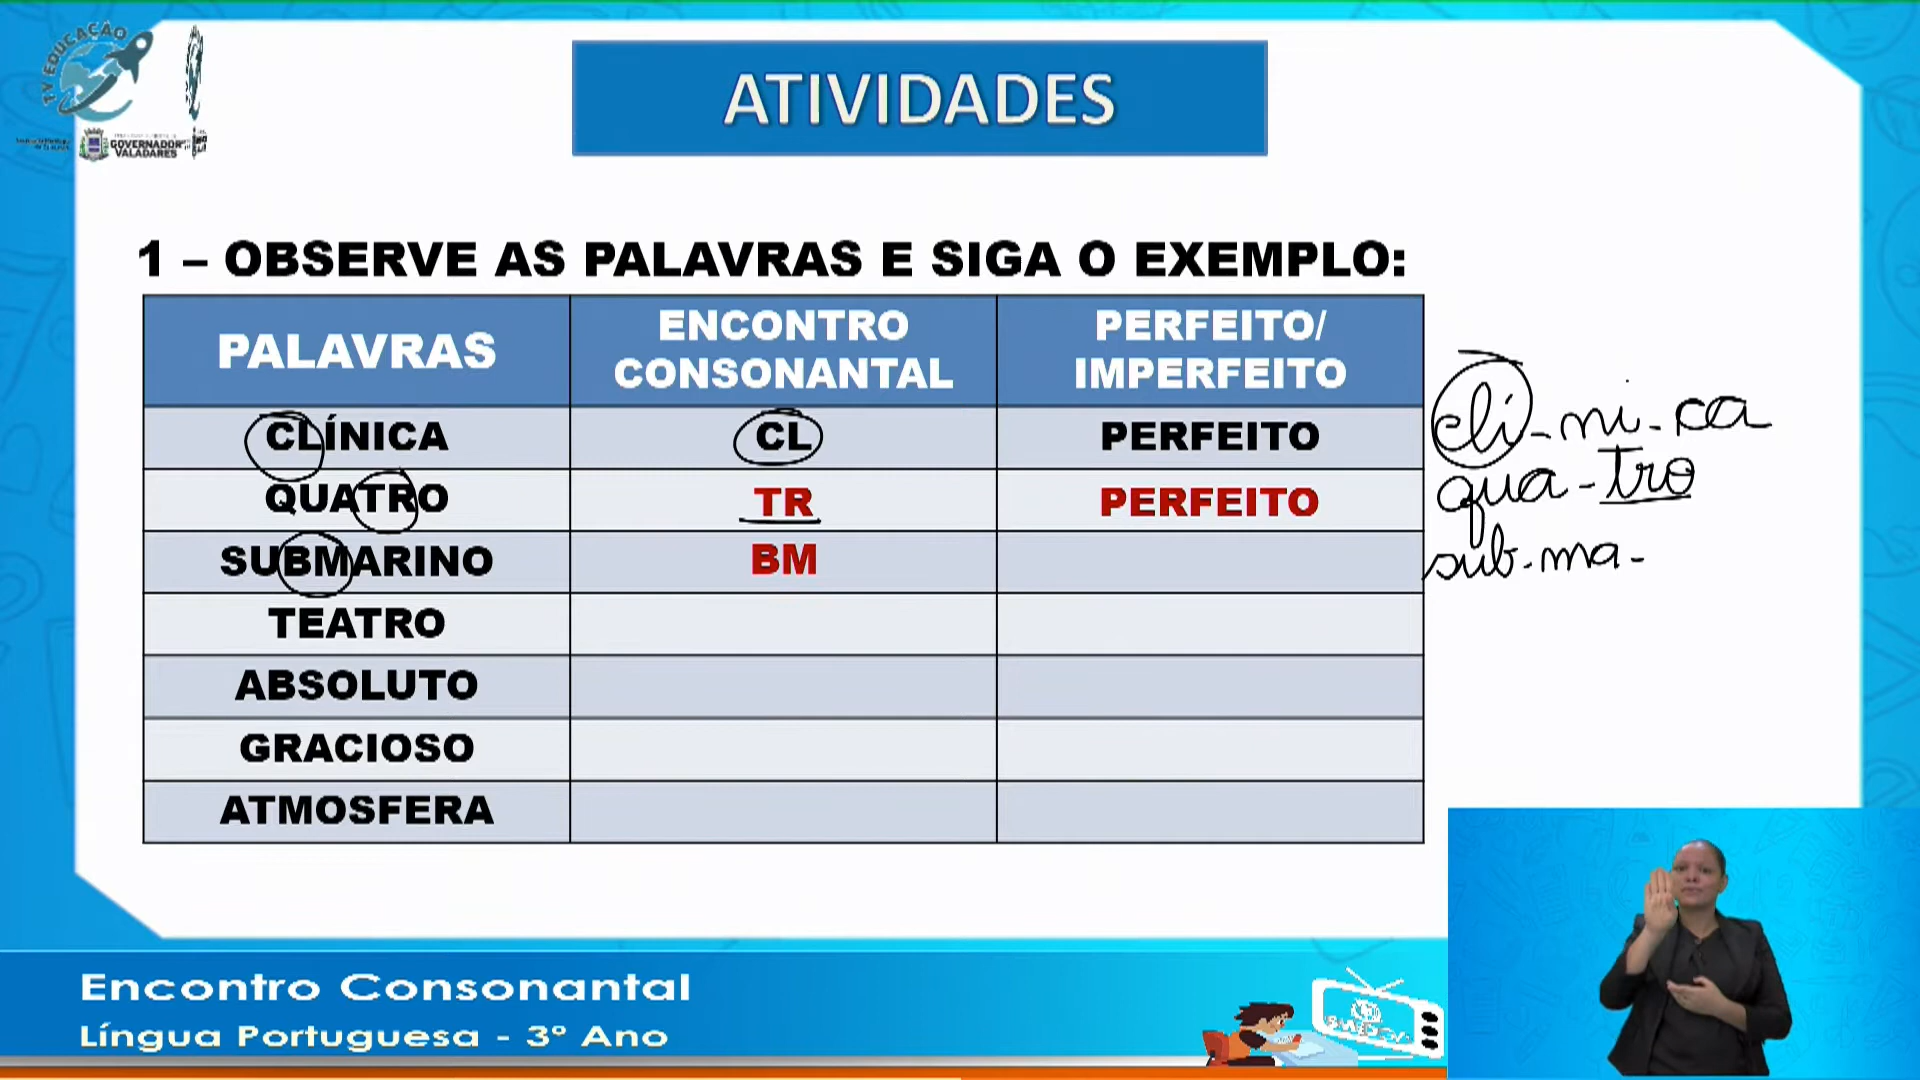 TV EDUCAÇÃO
GOVERNADOR
VALADARES
ATIVIDADES
1 – OBSERVE AS PALAVRAS E SIGA O EXEMPLO:
PALAVRAS ENCONTRO CONSONANTAL PERFEITO/ IMPERFEITO
CLÍNICA CL PERFEITO clí-ni-ca
QUATRO TR PERFEITO qua-tro
SUBMARINO BM sub-ma-
TEATRO
ABSOLUTO
GRACIOSO
ATMOSFERA
Encontro Consonantal
Língua Portuguesa - 3º Ano